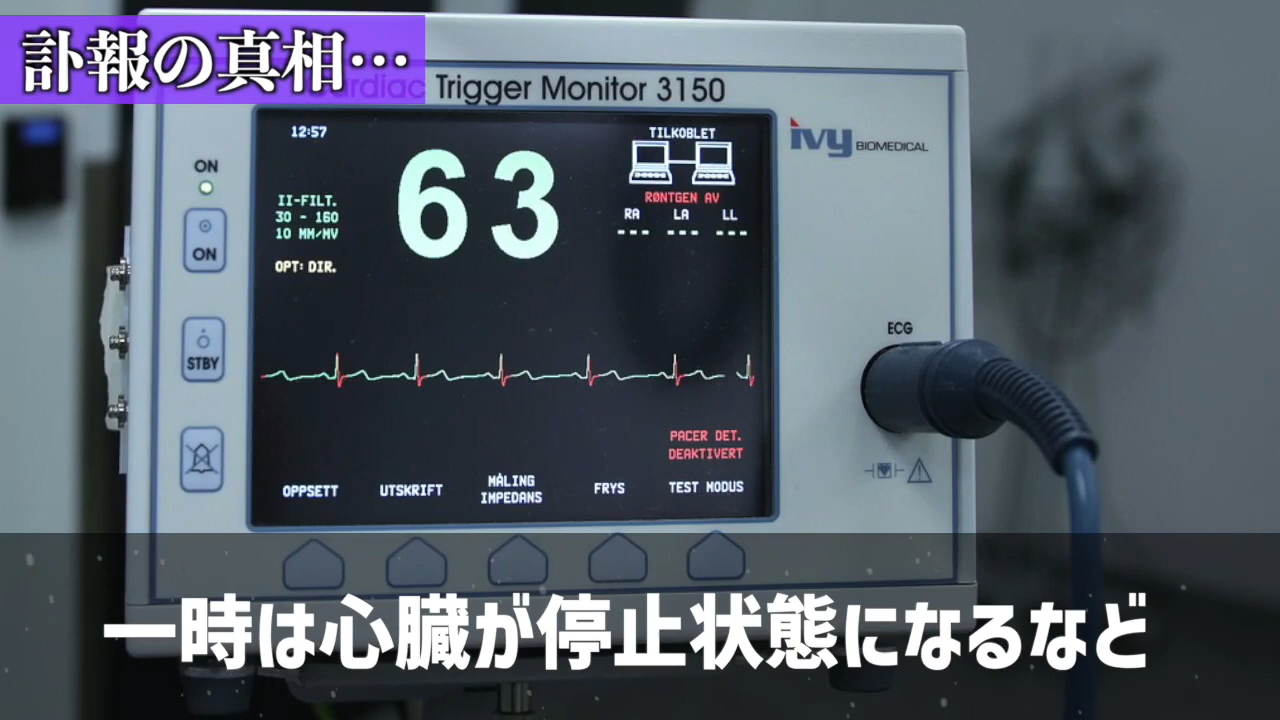 訃報の真相…
Cardiac Trigger Monitor 3150
12:57
TILKOBLET
ivy BIOMEDICAL
ON
63
II-FILT.
30 - 160
10 MM/MV
RØNTGEN AV
RA LA LL
--- --- ---
ON
OPT: DIR.
ECG
STBY
PACER DET.
DEAKTIVERT
OPPSETT
UTSKRIFT
MÅLING
IMPEDANS
FRYS
TEST MODUS
一時は心臓が停止状態になるなど